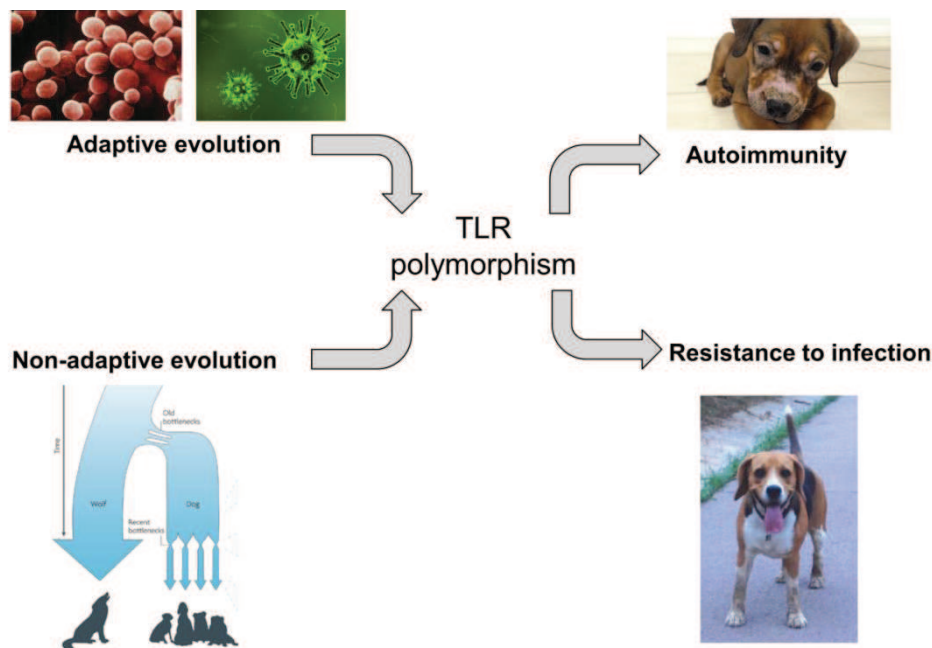 Adaptive evolution
Autoimmunity
TLR
polymorphism
Non-adaptive evolution
Resistance to infection
Old
bottlenecks
Time
Wolf
Dog
Recent
bottlenecks